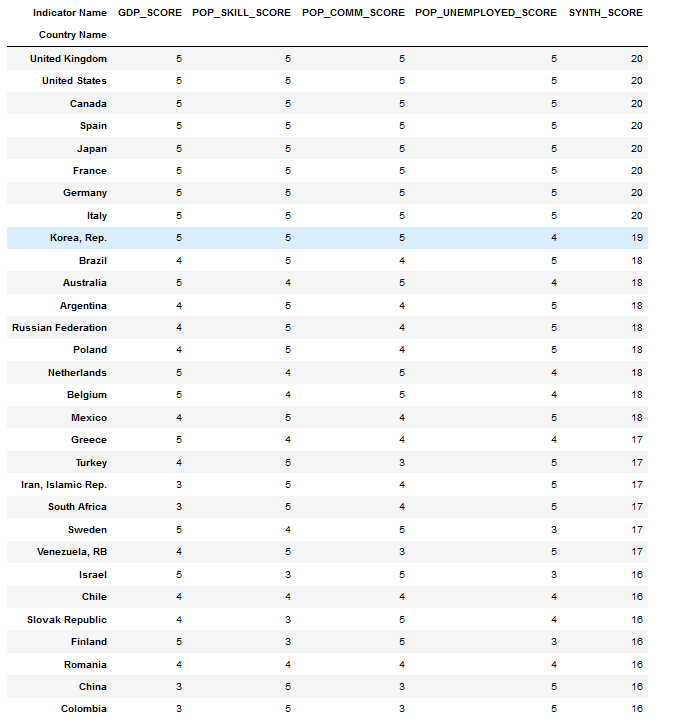 Indicator Name GDP_SCORE POP_SKILL_SCORE POP_COMM_SCORE POP_UNEMPLOYED_SCORE SYNTH_SCORE
Country Name
United Kingdom 5 5 5 5 20
United States 5 5 5 5 20
Canada 5 5 5 5 20
Spain 5 5 5 5 20
Japan 5 5 5 5 20
France 5 5 5 5 20
Germany 5 5 5 5 20
Italy 5 5 5 5 20
Korea, Rep. 5 5 5 4 19
Brazil 4 5 4 5 18
Australia 5 4 5 4 18
Argentina 4 5 4 5 18
Russian Federation 4 5 4 5 18
Poland 4 5 4 5 18
Netherlands 5 4 5 4 18
Belgium 5 4 5 4 18
Mexico 4 5 4 5 18
Greece 5 4 4 4 17
Turkey 4 5 3 5 17
Iran, Islamic Rep. 3 5 4 5 17
South Africa 3 5 4 5 17
Sweden 5 4 5 3 17
Venezuela, RB 4 5 3 5 17
Israel 5 3 5 3 16
Chile 4 4 4 4 16
Slovak Republic 4 3 5 4 16
Finland 5 3 5 3 16
Romania 4 4 4 4 16
China 3 5 3 5 16
Colombia 3 5 3 5 16